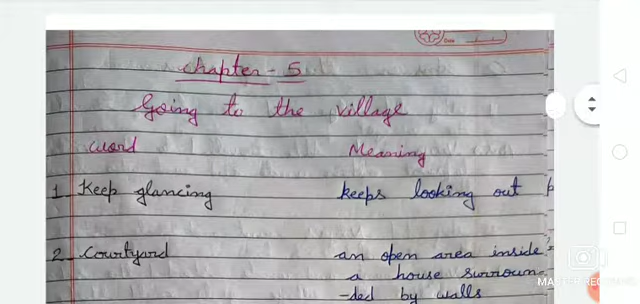 Date
Chapter - 5
Going to the village
Word Meaning
1 Keep glancing keeps looking out
2 Courtyard an open area inside
a house surroun-
-ded by walls